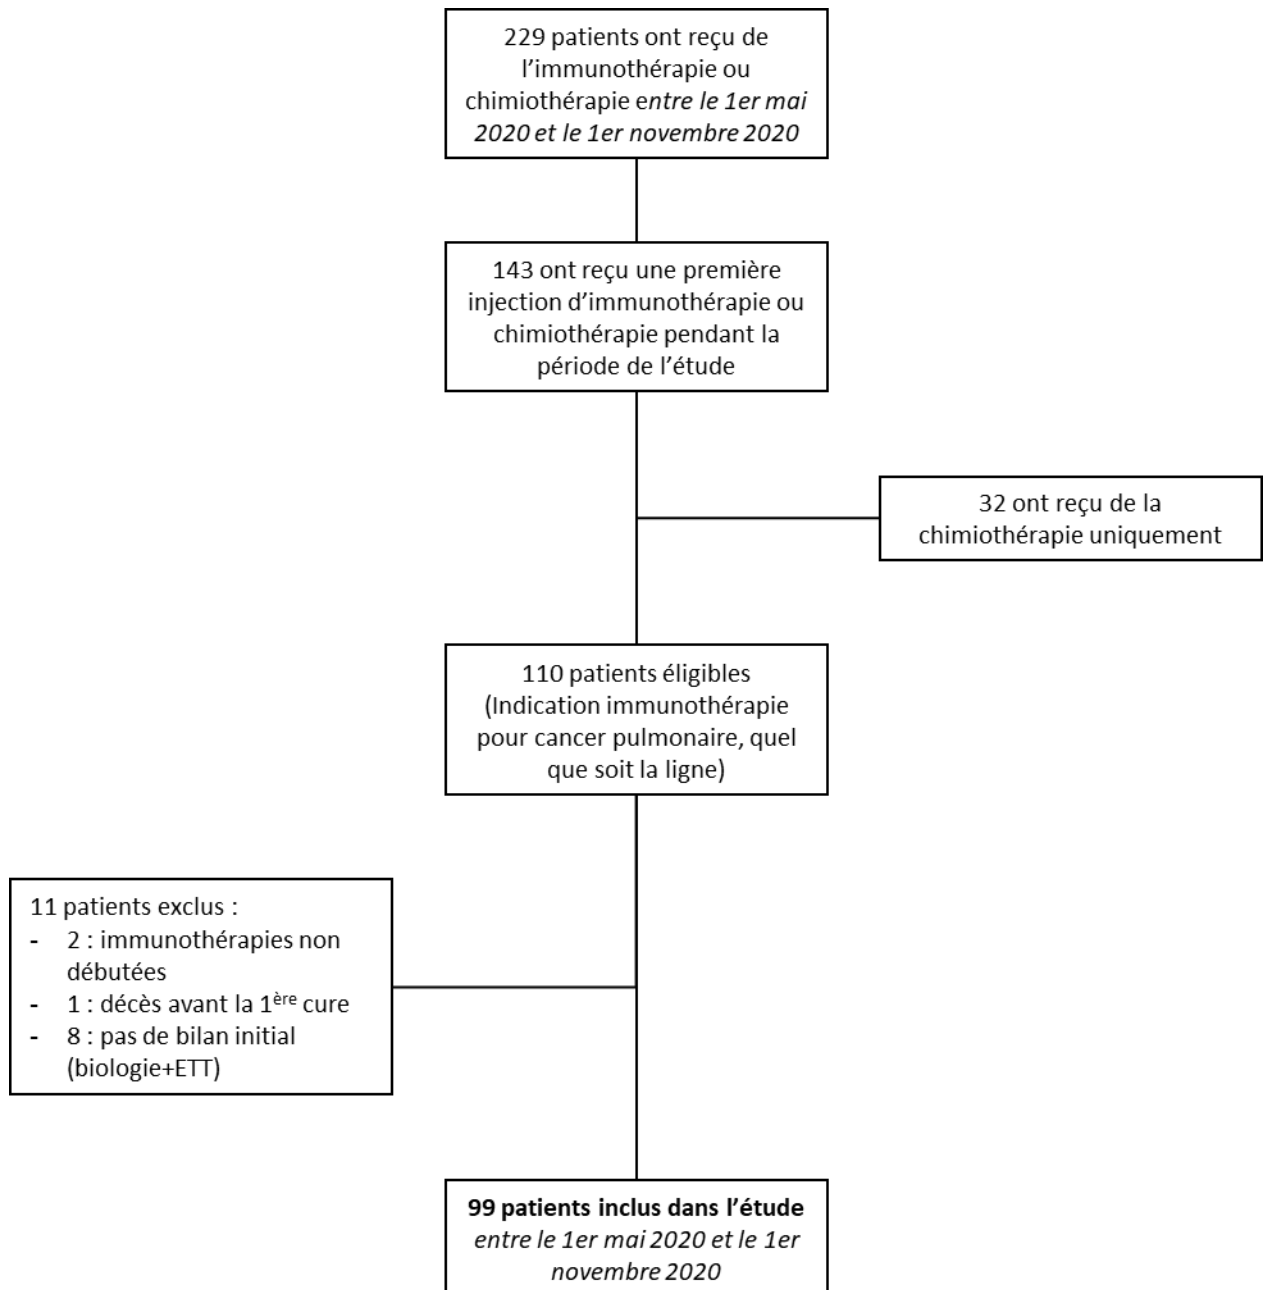 229 patients ont reçu de
l’immunothérapie ou
chimiothérapie entre le 1er mai
2020 et le 1er novembre 2020
143 ont reçu une première
injection d’immunothérapie ou
chimiothérapie pendant la
période de l’étude
32 ont reçu de la
chimiothérapie uniquement
110 patients éligibles
(Indication immunothérapie
pour cancer pulmonaire, quel
que soit la ligne)
11 patients exclus :
- 2 : immunothérapies non
débutées
- 1 : décès avant la 1ère cure
- 8 : pas de bilan initial
(biologie+ETT)
99 patients inclus dans l’étude
entre le 1er mai 2020 et le 1er
novembre 2020